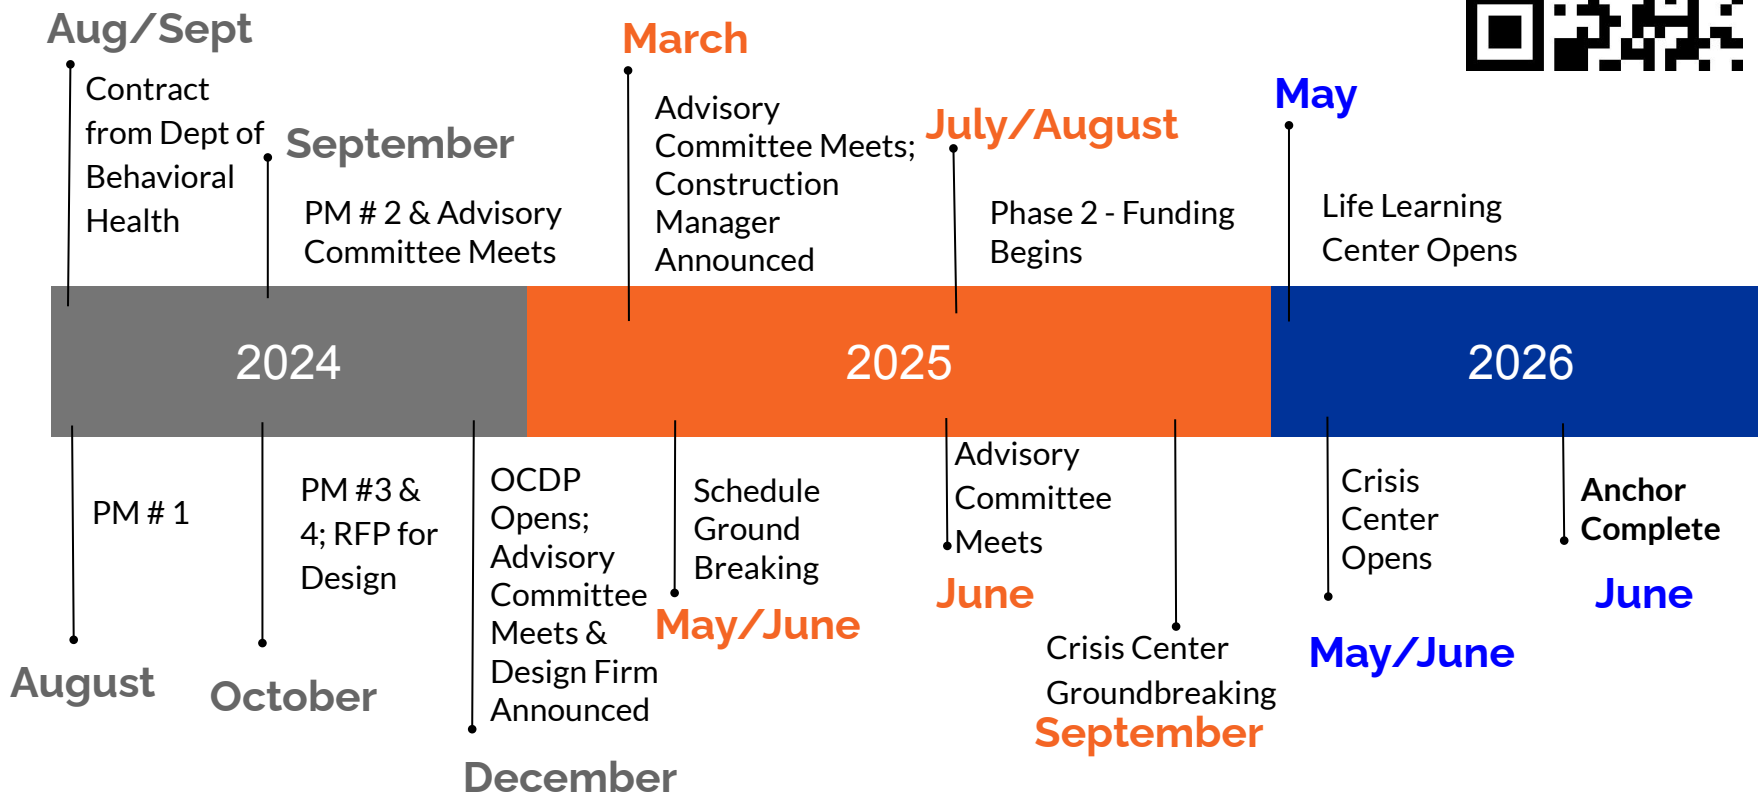 Aug/Sept
Contract
from Dept of
Behavioral
Health
September
PM # 2 & Advisory
Committee Meets
March
Advisory
Committee Meets;
Construction
Manager
Announced
July/August
Phase 2 - Funding
Begins
May
Life Learning
Center Opens
2024
2025
2026
PM # 1
August
PM #3 &
4; RFP for
Design
October
OCDP
Opens;
Advisory
Committee
Meets &
Design Firm
Announced
December
Schedule
Ground
Breaking
May/June
Advisory
Committee
Meets
June
Crisis Center
Groundbreaking
September
Crisis
Center
Opens
May/June
Anchor
Complete
June